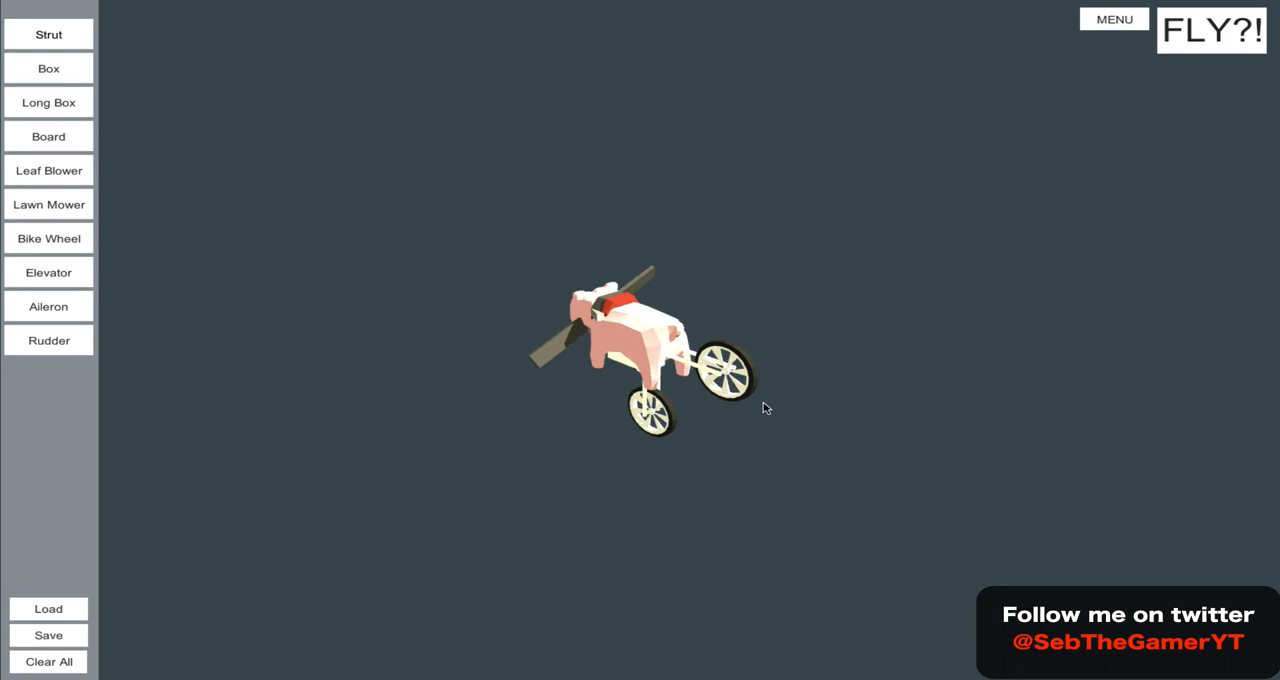 Strut
Box
Long Box
Board
Leaf Blower
Lawn Mower
Bike Wheel
Elevator
Aileron
Rudder
Load
Save
Clear All
MENU
FLY?!
Follow me on twitter
@SebTheGamerYT